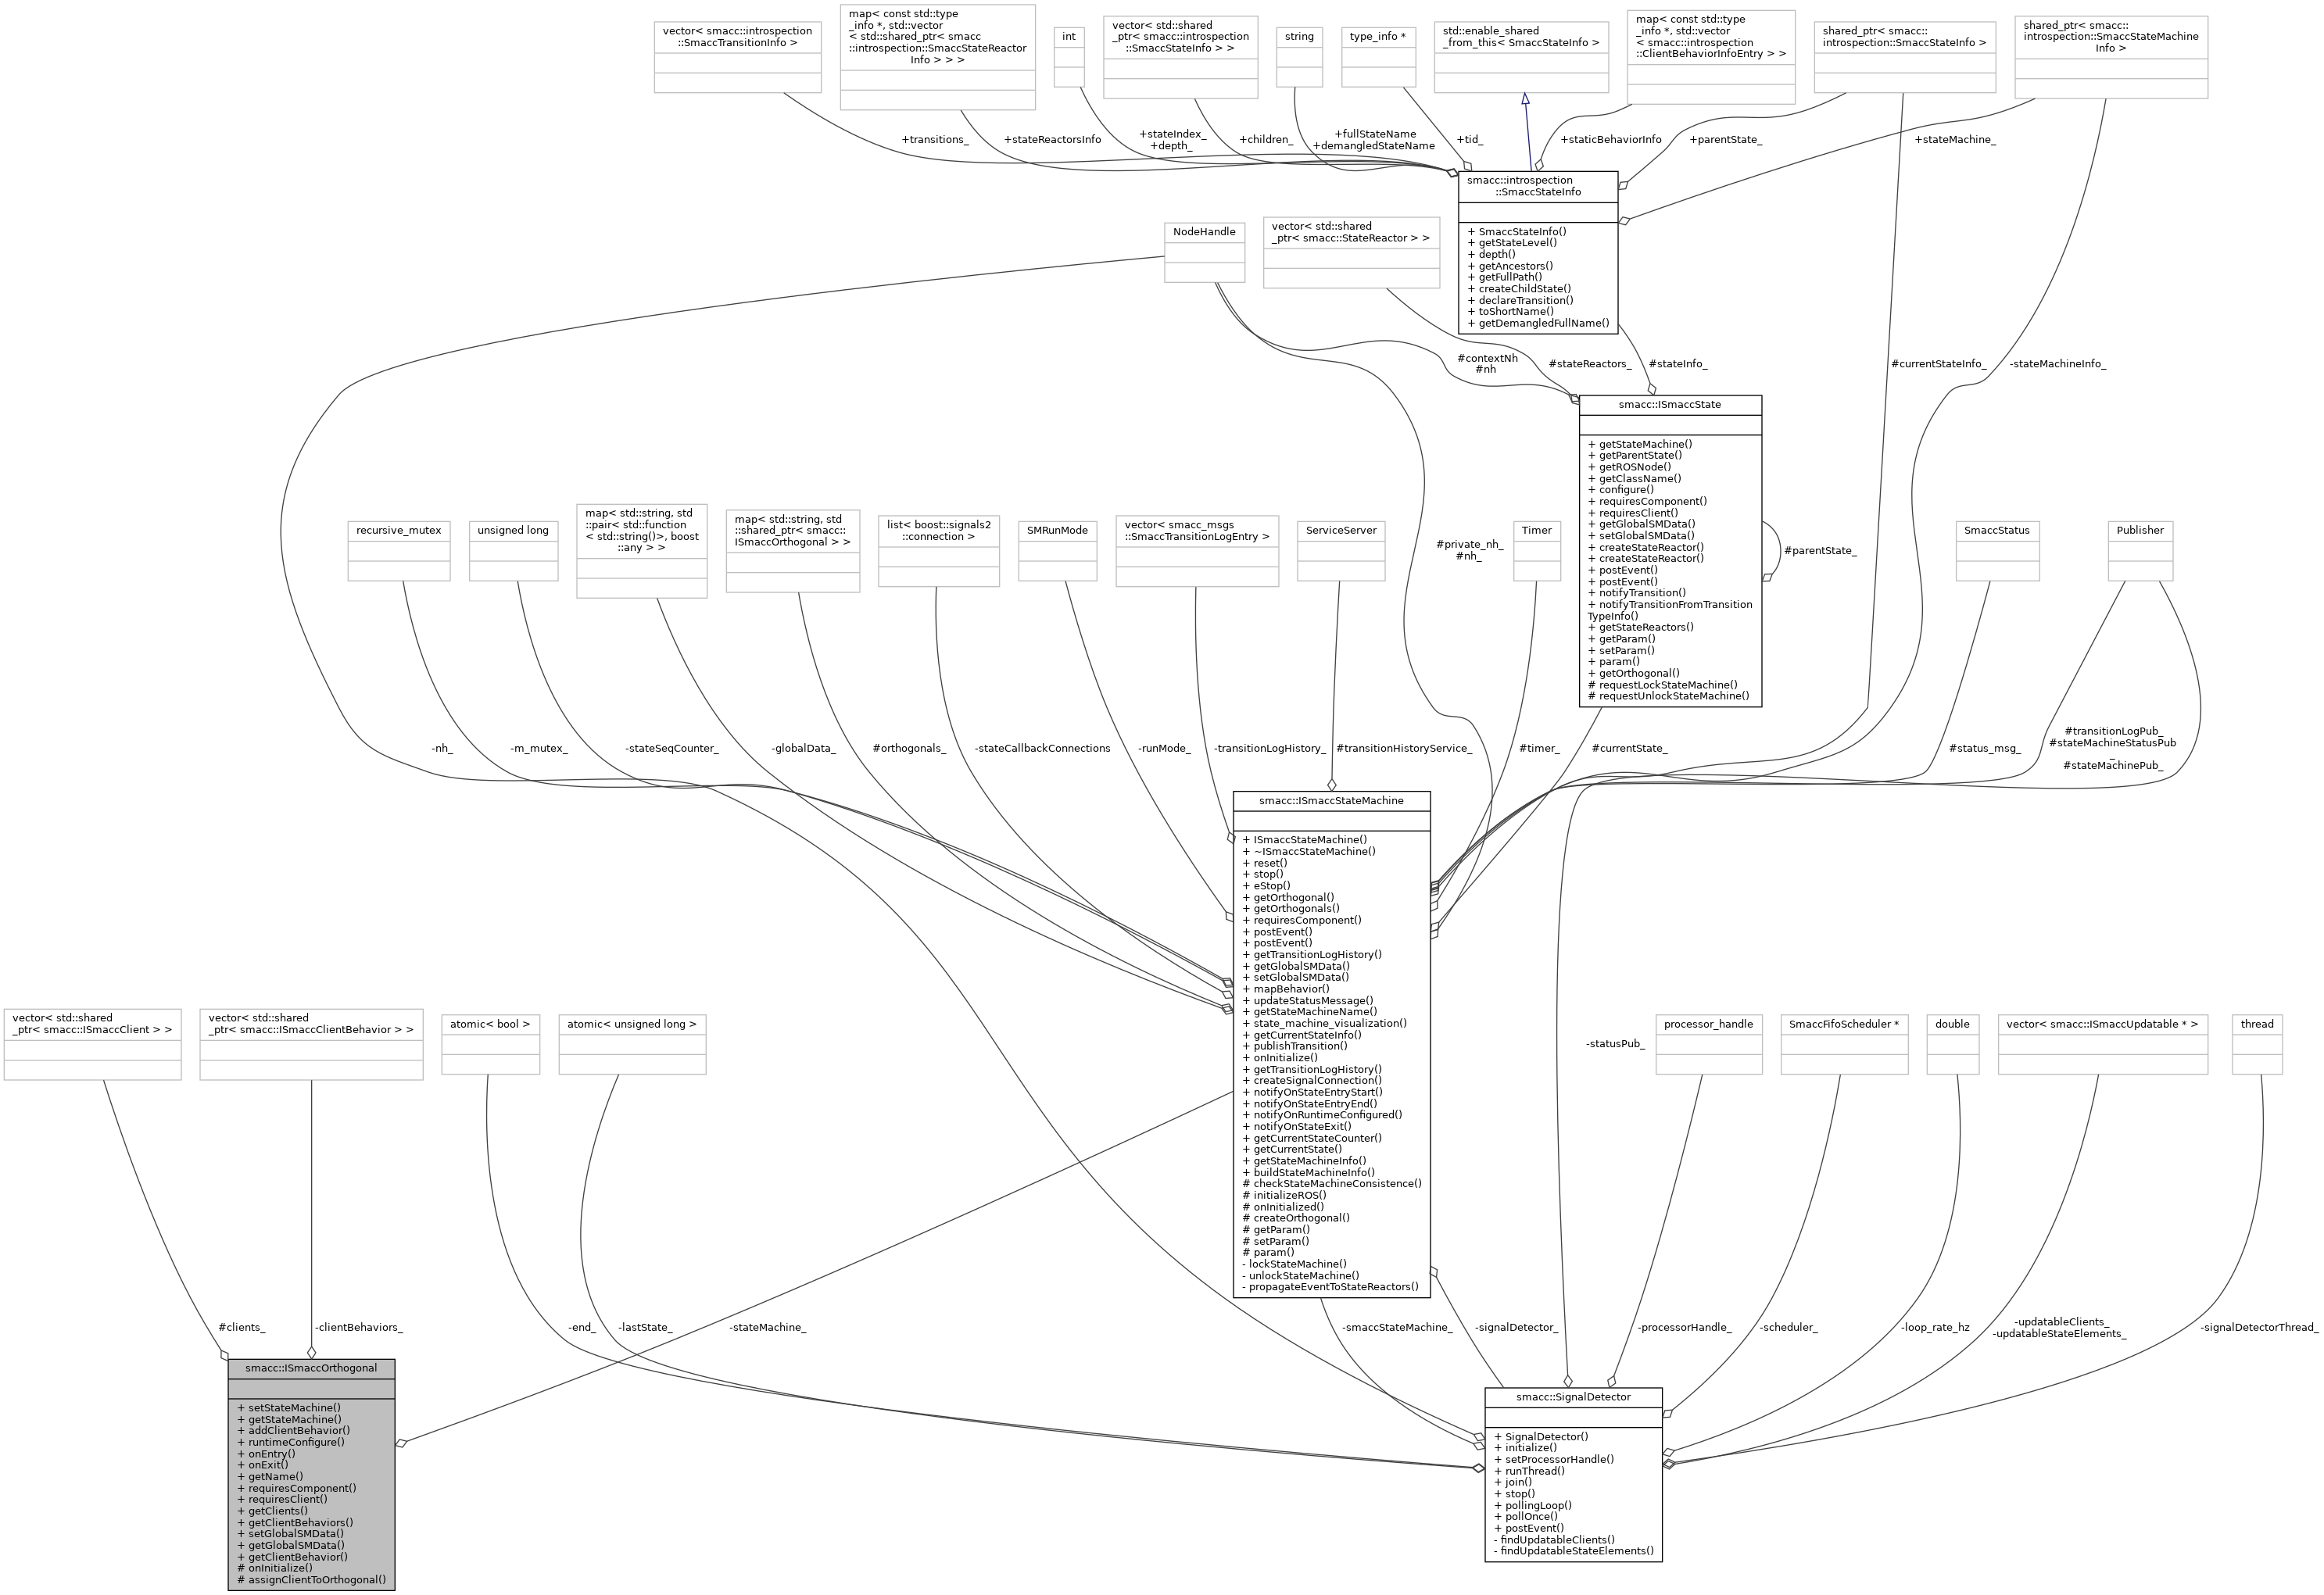 vector< smacc::introspection
::SmaccTransitionInfo >
map< const std::type
_info *, std::vector
< std::shared_ptr< smacc
::introspection::SmaccStateReactor
Info > > >
int
vector< std::shared
_ptr< smacc::introspection
::SmaccStateInfo > >
string
type_info *
std::enable_shared
_from_this< SmaccStateInfo >
map< const std::type
_info *, std::vector
< smacc::introspection
::ClientBehaviorInfoEntry > >
shared_ptr< smacc::
introspection::SmaccStateInfo >
shared_ptr< smacc::
introspection::SmaccStateMachine
Info >
+transitions_
+stateReactorsInfo
+stateIndex_
+depth_
+children_
+fullStateName
+demangledStateName
+tid_
+staticBehaviorInfo
+parentState_
+stateMachine_
smacc::introspection
::SmaccStateInfo
+ SmaccStateInfo()
+ getStateLevel()
+ depth()
+ getAncestors()
+ getFullPath()
+ createChildState()
+ declareTransition()
+ toShortName()
+ getDemangledFullName()
NodeHandle
vector< std::shared
_ptr< smacc::StateReactor > >
#contextNh
#nh
#stateReactors_
#stateInfo_
#currentStateInfo_
-stateMachineInfo_
smacc::ISmaccState
+ getStateMachine()
+ getParentState()
+ getROSNode()
+ getClassName()
+ configure()
+ requiresComponent()
+ requiresClient()
+ getGlobalSMData()
+ setGlobalSMData()
+ createStateReactor()
+ createStateReactor()
+ postEvent()
+ postEvent()
+ notifyTransition()
+ notifyTransitionFromTransition
TypeInfo()
+ getStateReactors()
+ getParam()
+ setParam()
+ param()
+ getOrthogonal()
# requestLockStateMachine()
# requestUnlockStateMachine()
#parentState_
recursive_mutex
unsigned long
map< std::string, std
::pair< std::function
< std::string()>, boost
::any > >
map< std::string, std
::shared_ptr< smacc::
ISmaccOrthogonal > >
list< boost::signals2
::connection >
SMRunMode
vector< smacc_msgs
::SmaccTransitionLogEntry >
ServiceServer
#private_nh_
#nh_
Timer
SmaccStatus
Publisher
-nh_
-m_mutex_
-stateSeqCounter_
-globalData_
#orthogonals_
-stateCallbackConnections
-runMode_
-transitionLogHistory_
#transitionHistoryService_
#timer_
#currentState_
#status_msg_
#transitionLogPub_
#stateMachineStatusPub
_
#stateMachinePub_
smacc::ISmaccStateMachine
+ ISmaccStateMachine()
+ ~ISmaccStateMachine()
+ reset()
+ stop()
+ eStop()
+ getOrthogonal()
+ getOrthogonals()
+ requiresComponent()
+ postEvent()
+ postEvent()
+ getTransitionLogHistory()
+ getGlobalSMData()
+ setGlobalSMData()
+ mapBehavior()
+ updateStatusMessage()
+ getStateMachineName()
+ state_machine_visualization()
+ getCurrentStateInfo()
+ publishTransition()
+ onInitialize()
+ getTransitionLogHistory()
+ createSignalConnection()
+ notifyOnStateEntryStart()
+ notifyOnStateEntryEnd()
+ notifyOnRuntimeConfigured()
+ notifyOnStateExit()
+ getCurrentStateCounter()
+ getCurrentState()
+ getStateMachineInfo()
+ buildStateMachineInfo()
# checkStateMachineConsistence()
# initializeROS()
# onInitialized()
# createOrthogonal()
# getParam()
# setParam()
# param()
- lockStateMachine()
- unlockStateMachine()
- propagateEventToStateReactors()
vector< std::shared
_ptr< smacc::ISmaccClient > >
vector< std::shared
_ptr< smacc::ISmaccClientBehavior > >
atomic< bool >
atomic< unsigned long >
-statusPub_
processor_handle
SmaccFifoScheduler *
double
vector< smacc::ISmaccUpdatable * >
thread
#clients_
-clientBehaviors_
-end_
-lastState_
-stateMachine_
-smaccStateMachine_
-signalDetector_
-processorHandle_
-scheduler_
-loop_rate_hz
-updatableClients_
-updatableStateElements_
-signalDetectorThread_
smacc::ISmaccOrthogonal
+ setStateMachine()
+ getStateMachine()
+ addClientBehavior()
+ runtimeConfigure()
+ onEntry()
+ onExit()
+ getName()
+ requiresComponent()
+ requiresClient()
+ getClients()
+ getClientBehaviors()
+ setGlobalSMData()
+ getGlobalSMData()
+ getClientBehavior()
# onInitialize()
# assignClientToOrthogonal()
smacc::SignalDetector
+ SignalDetector()
+ initialize()
+ setProcessorHandle()
+ runThread()
+ join()
+ stop()
+ pollingLoop()
+ pollOnce()
+ postEvent()
- findUpdatableClients()
- findUpdatableStateElements()